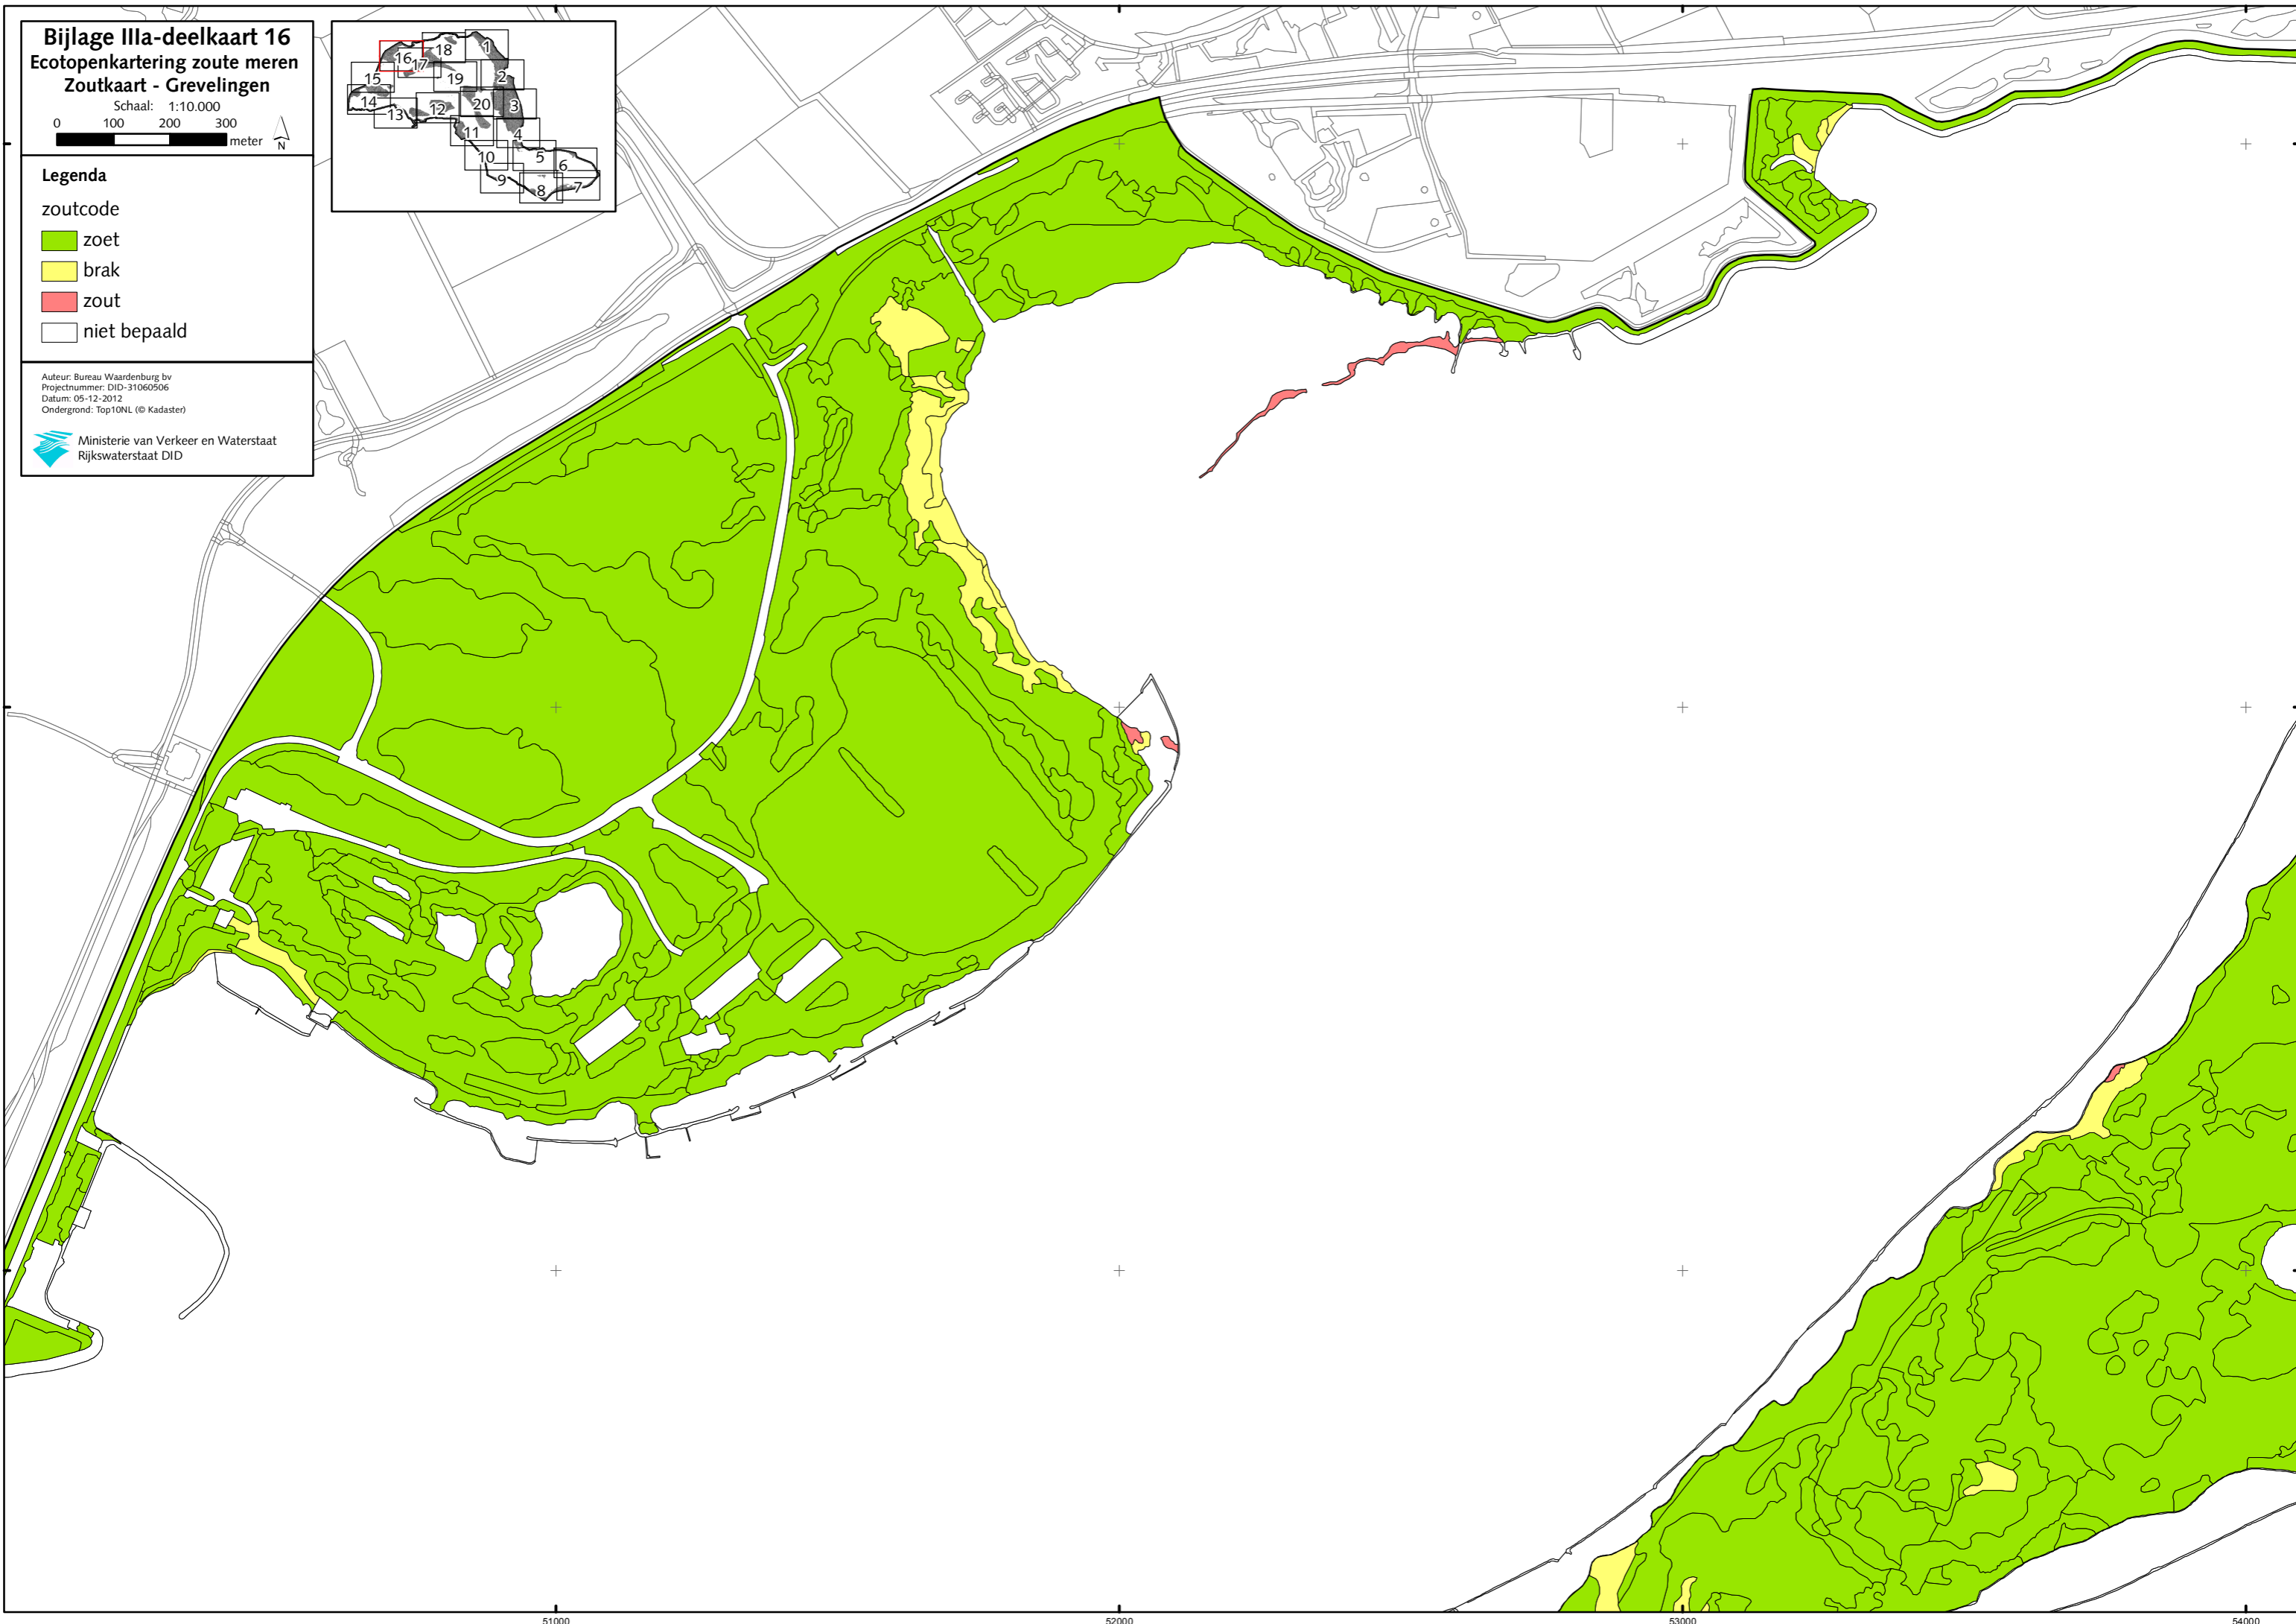 Bijlage IIIa-deelkaart 16
Ecotopenkartering zoute meren
Zoutkaart - Grevelingen
Schaal: 1:10.000
0 100 200 300
meter
N
Legenda
zoutcode
zoet
brak
zout
niet bepaald
Auteur: Bureau Waardenburg bv
Projectnummer: DID-31060506
Datum: 05-12-2012
Ondergrond: Top10NL (© Kadaster)
Ministerie van Verkeer en Waterstaat
Rijkswaterstaat DID
1
18
16
17
15
19
2
14
12
20
3
13
11
4
10
5
6
9
8
7
51000 52000 53000 54000